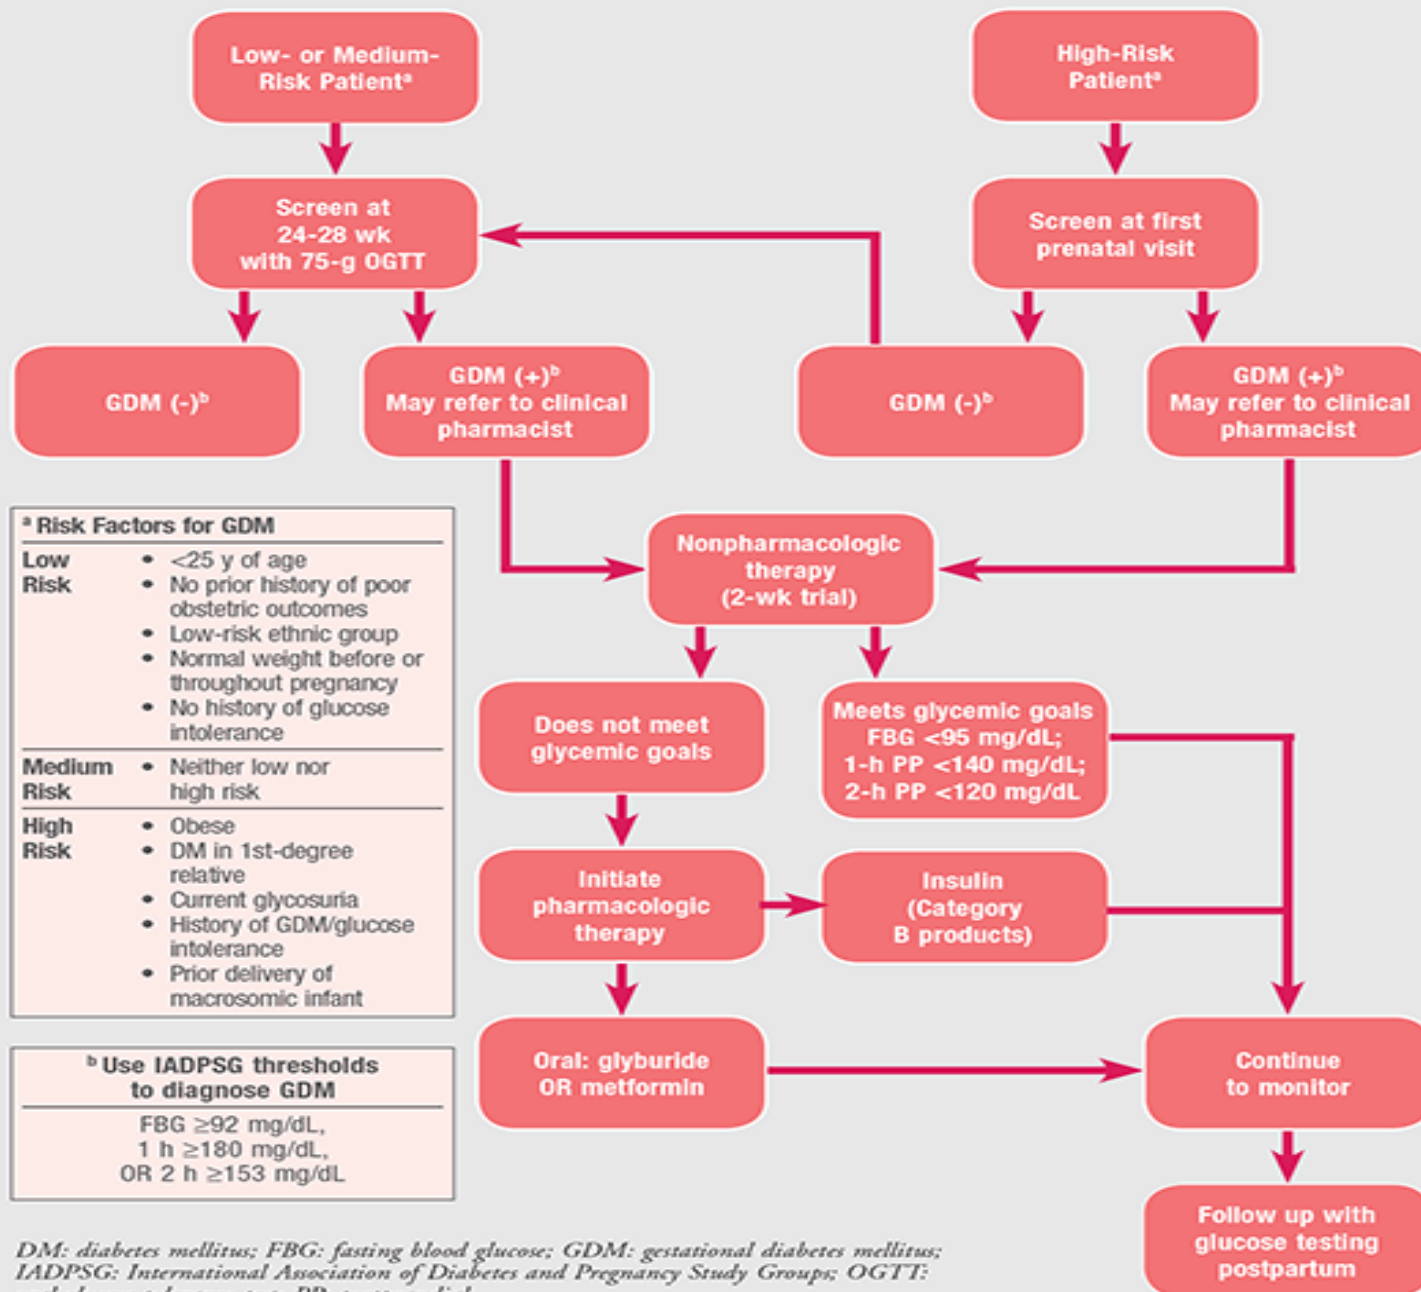 Low- or Medium-
Risk Patientᵃ
High-Risk
Patientᵃ
Screen at
24-28 wk
with 75-g OGTT
Screen at first
prenatal visit
GDM (-)ᵇ
GDM (+)ᵇ
May refer to clinical
pharmacist
GDM (-)ᵇ
GDM (+)ᵇ
May refer to clinical
pharmacist
ᵃ Risk Factors for GDM
Low
Risk
• <25 y of age
• No prior history of poor
obstetric outcomes
• Low-risk ethnic group
• Normal weight before or
throughout pregnancy
• No history of glucose
intolerance
Medium
Risk
• Neither low nor
high risk
High
Risk
• Obese
• DM in 1st-degree
relative
• Current glycosuria
• History of GDM/glucose
intolerance
• Prior delivery of
macrosomic infant
ᵇ Use IADPSG thresholds
to diagnose GDM
FBG ≥92 mg/dL,
1 h ≥180 mg/dL,
OR 2 h ≥153 mg/dL
Nonpharmacologic
therapy
(2-wk trial)
Does not meet
glycemic goals
Meets glycemic goals
FBG <95 mg/dL;
1-h PP <140 mg/dL;
2-h PP <120 mg/dL
Initiate
pharmacologic
therapy
Insulin
(Category
B products)
Oral: glyburide
OR metformin
Continue
to monitor
Follow up with
glucose testing
postpartum
DM: diabetes mellitus; FBG: fasting blood glucose; GDM: gestational diabetes mellitus;
IADPSG: International Association of Diabetes and Pregnancy Study Groups; OGTT: